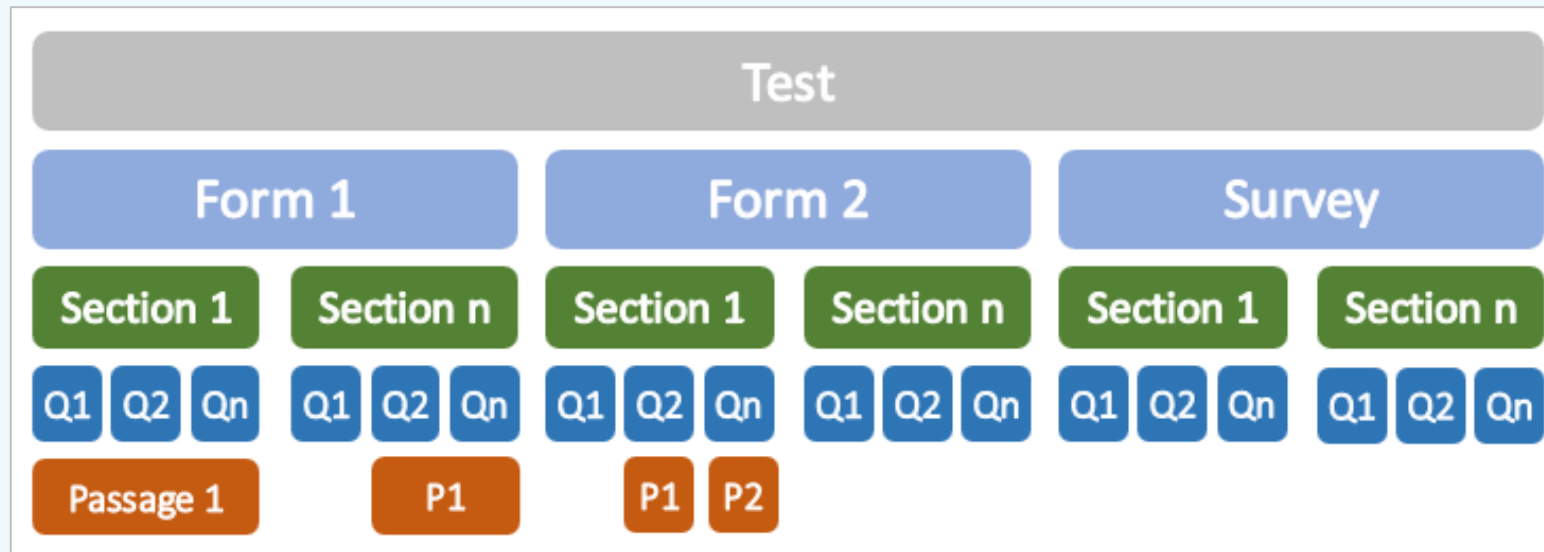 Test
Form 1 Form 2 Survey
Section 1 Section n Section 1 Section n Section 1 Section n
Q1 Q2 Qn Q1 Q2 Qn Q1 Q2 Qn Q1 Q2 Qn Q1 Q2 Qn Q1 Q2 Qn
Passage 1 P1 P1 P2